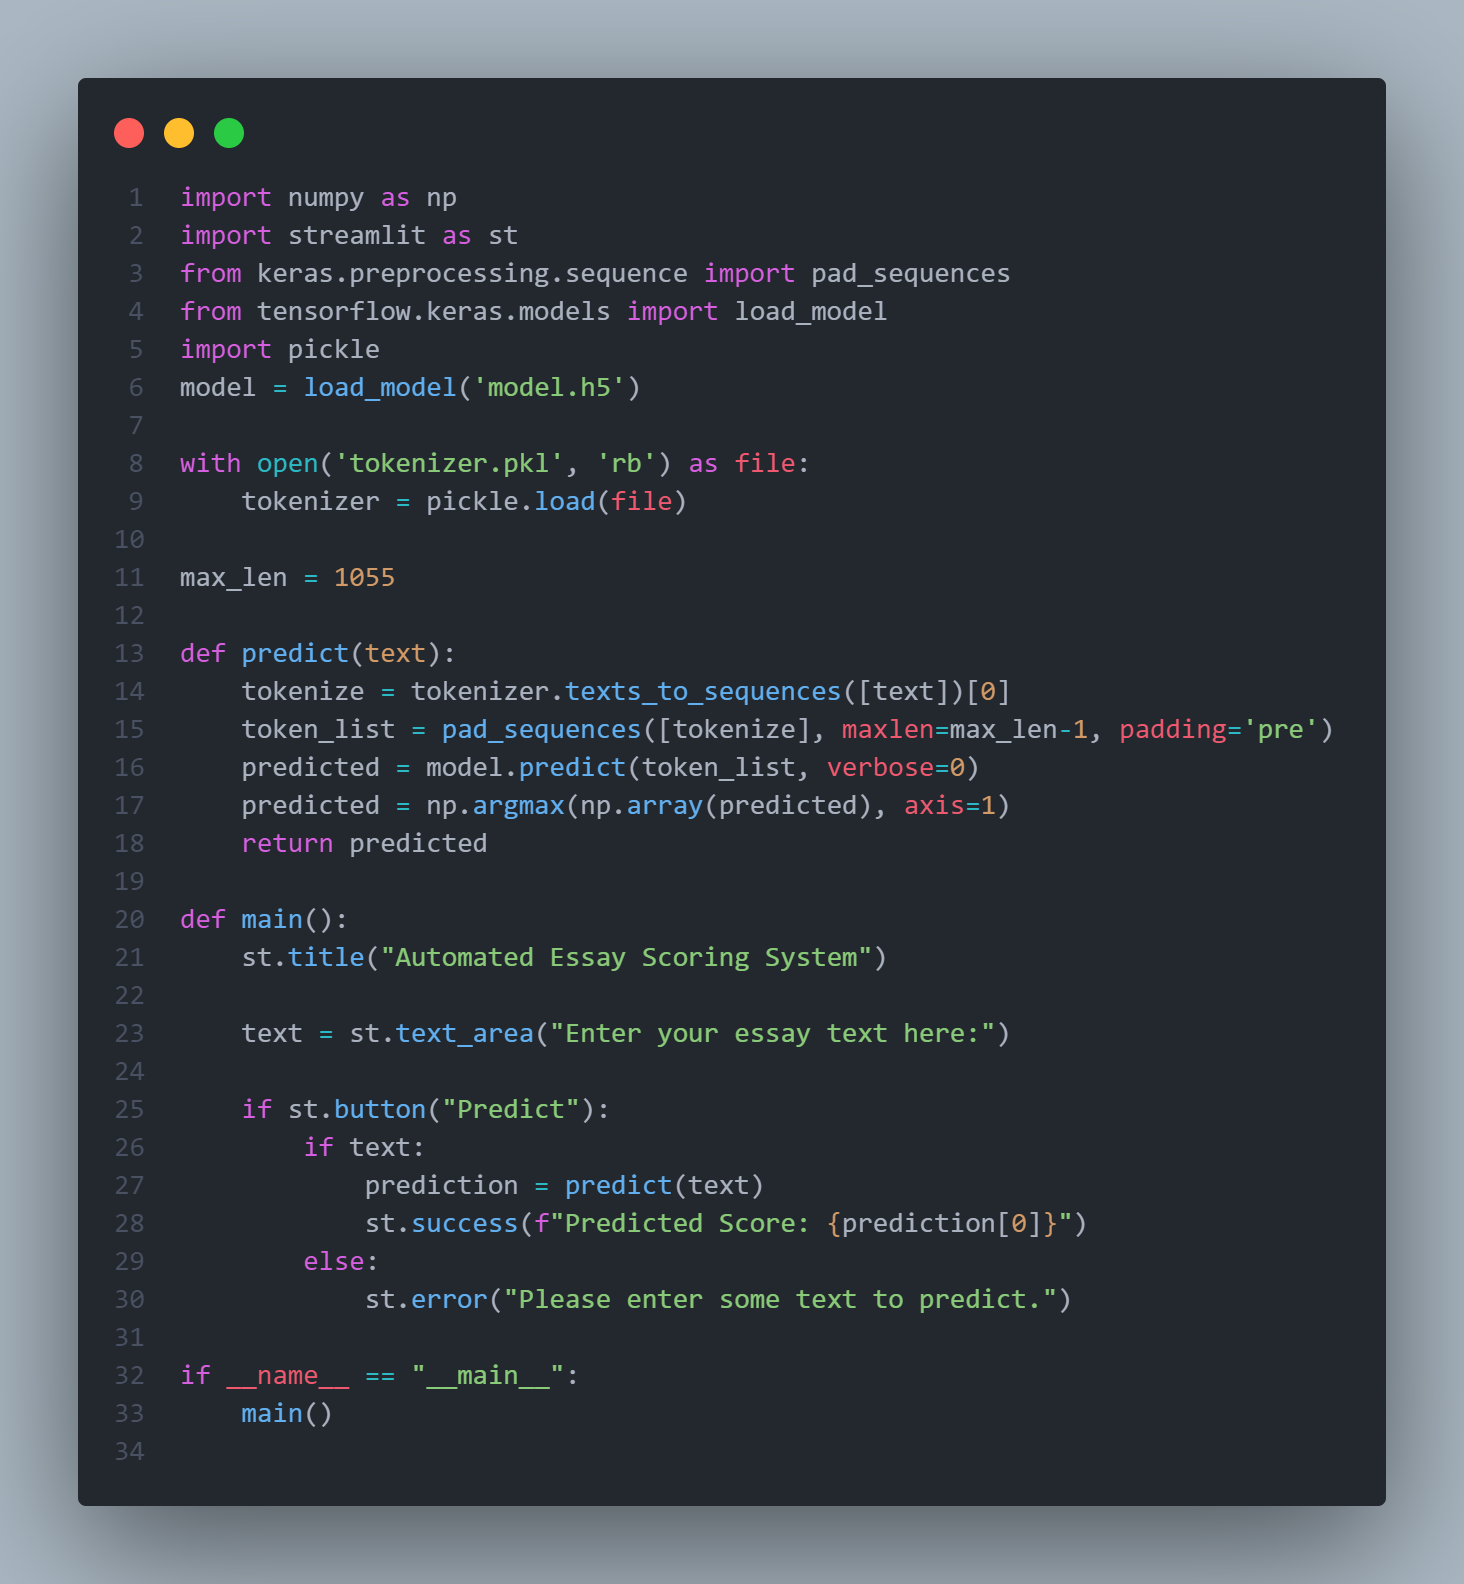 1 import numpy as np
2 import streamlit as st
3 from keras.preprocessing.sequence import pad_sequences
4 from tensorflow.keras.models import load_model
5 import pickle
6 model = load_model('model.h5')
7
8 with open('tokenizer.pkl', 'rb') as file:
9     tokenizer = pickle.load(file)
10
11 max_len = 1055
12
13 def predict(text):
14     tokenize = tokenizer.texts_to_sequences([text])[0]
15     token_list = pad_sequences([tokenize], maxlen=max_len-1, padding='pre')
16     predicted = model.predict(token_list, verbose=0)
17     predicted = np.argmax(np.array(predicted), axis=1)
18     return predicted
19
20 def main():
21     st.title("Automated Essay Scoring System")
22
23     text = st.text_area("Enter your essay text here:")
24
25     if st.button("Predict"):
26         if text:
27             prediction = predict(text)
28             st.success(f"Predicted Score: {prediction[0]}")
29         else:
30             st.error("Please enter some text to predict.")
31
32 if __name__ == "__main__":
33     main()
34